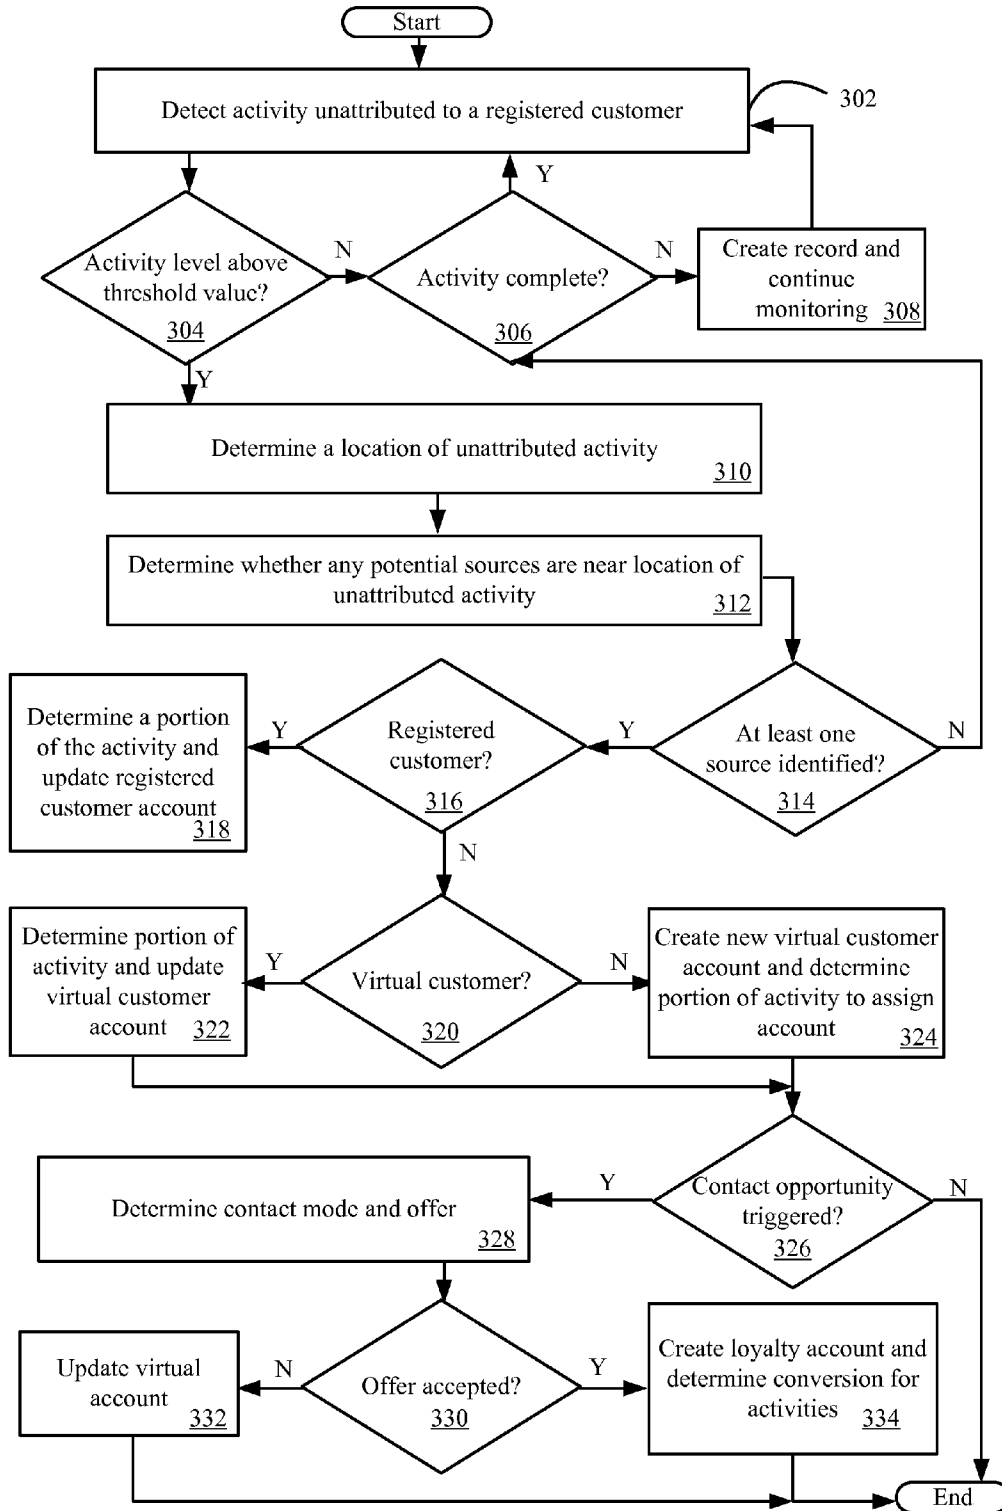 Start
Detect activity unattributed to a registered customer
302
Y
Activity level above
threshold value?
304
N
Activity complete?
306
N
Create record and
continue
monitoring 308
Y
Determine a location of unattributed activity
310
Determine whether any potential sources are near location of
unattributed activity
312
Determine a portion
of the activity and
update registered
customer account
318
Y
Registered
customer?
316
Y
At least one
source identified?
314
N
N
Determine portion of
activity and update
virtual customer
account 322
Y
Virtual customer?
320
N
Create new virtual customer
account and determine
portion of activity to assign
account 324
Determine contact mode and offer
328
Y
Contact opportunity
triggered?
326
N
Update virtual
account
332
N
Offer accepted?
330
Y
Create loyalty account and
determine conversion for
activities 334
End